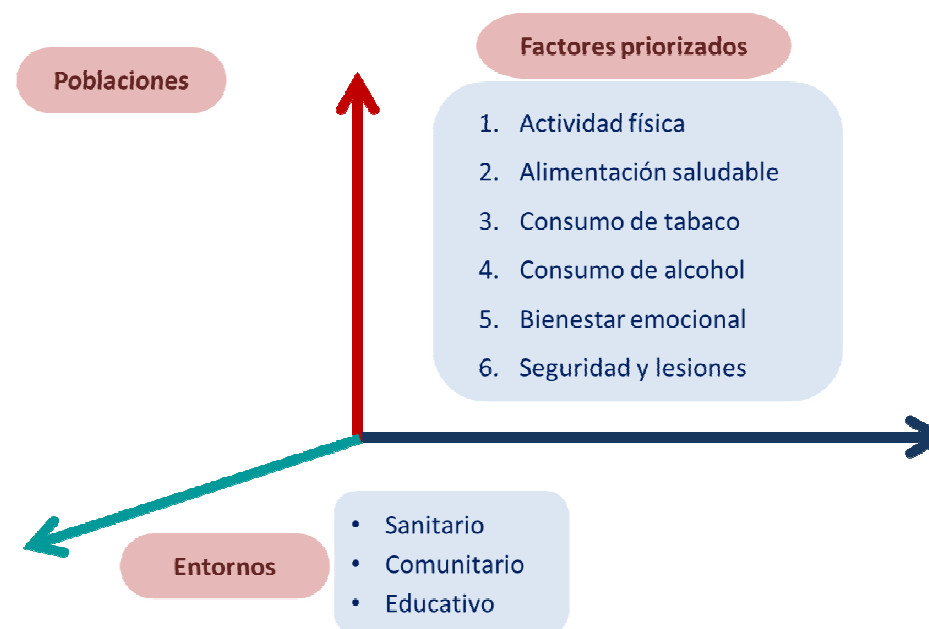 Poblaciones
Factores priorizados
1. Actividad física
2. Alimentación saludable
3. Consumo de tabaco
4. Consumo de alcohol
5. Bienestar emocional
6. Seguridad y lesiones
Entornos
• Sanitario
• Comunitario
• Educativo